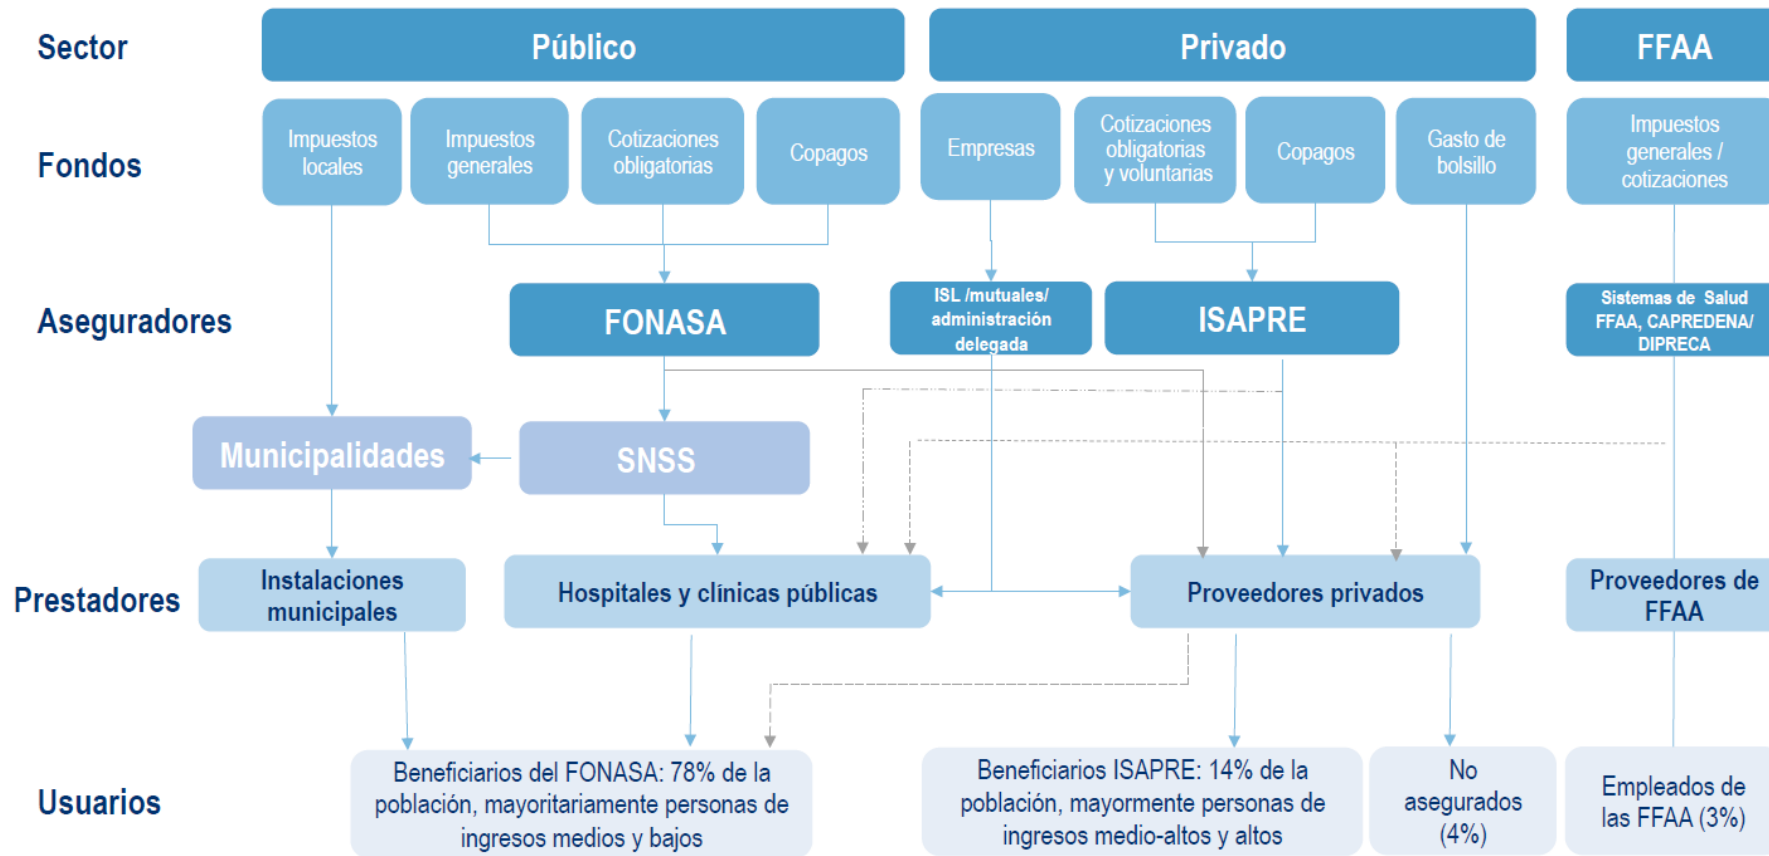 Sector
Público
Privado
FFAA
Fondos
Impuestos
locales
Impuestos
generales
Cotizaciones
obligatorias
Copagos
Empresas
Cotizaciones
obligatorias
y voluntarias
Copagos
Gasto de
bolsillo
Impuestos
generales /
cotizaciones
Aseguradores
FONASA
ISL /mutuales/
administración
delegada
ISAPRE
Sistemas de Salud
FFAA, CAPREDENA/
DIPRECA
Municipalidades
SNSS
Prestadores
Instalaciones
municipales
Hospitales y clínicas públicas
Proveedores privados
Proveedores de
FFAA
Usuarios
Beneficiarios del FONASA: 78% de la
población, mayoritariamente personas de
ingresos medios y bajos
Beneficiarios ISAPRE: 14% de la
población, mayormente personas de
ingresos medio-altos y altos
No
asegurados
(4%)
Empleados de
las FFAA (3%)